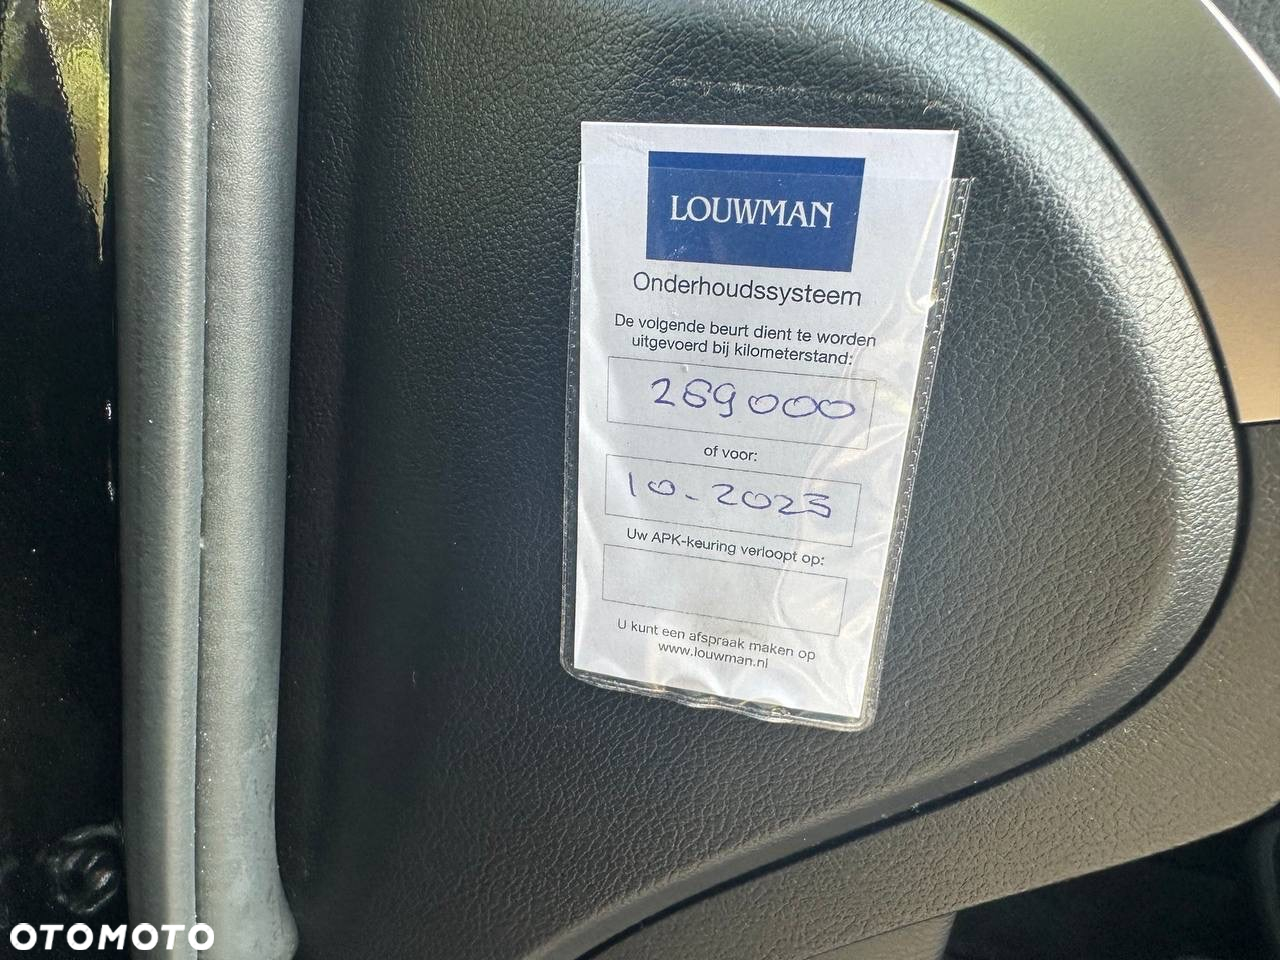 LOUWMAN
Onderhoudssysteem
De volgende beurt dient te worden
uitgevoerd bij kilometerstand:
269000
of voor:
10-2025
Uw APK-keuring verloopt op:
U kunt een afspraak maken op
www.louwman.nl
OTOMOTO